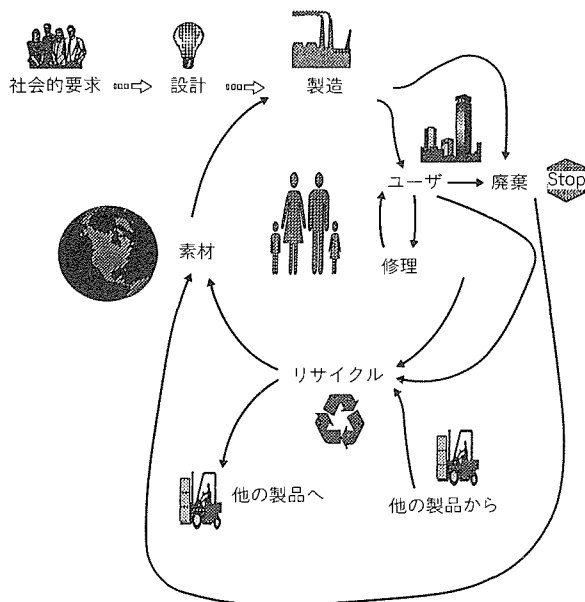 社会的要求
設計
製造
ユーザ
廃棄
Stop
素材
修理
リサイクル
他の製品へ
他の製品から